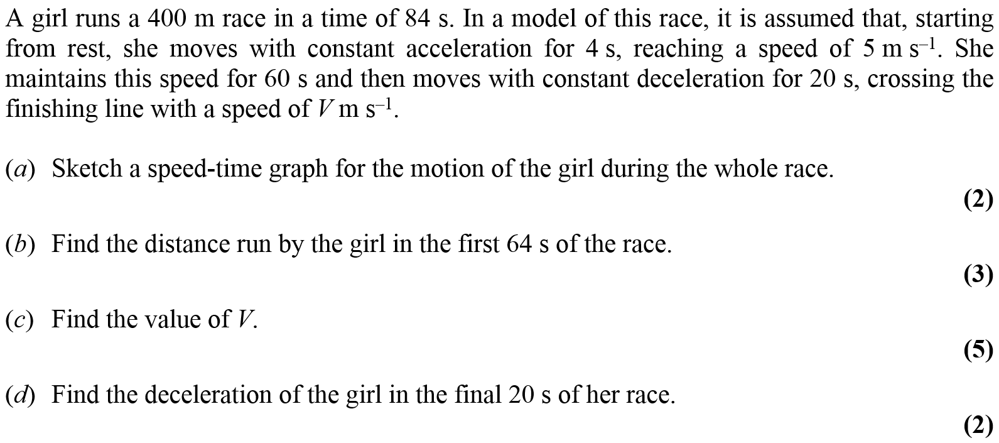 A girl runs a 400 m race in a time of 84 s. In a model of this race, it is assumed that, starting
from rest, she moves with constant acceleration for 4 s, reaching a speed of 5 m s⁻¹. She
maintains this speed for 60 s and then moves with constant deceleration for 20 s, crossing the
finishing line with a speed of V m s⁻¹.
(a) Sketch a speed-time graph for the motion of the girl during the whole race.
(2)
(b) Find the distance run by the girl in the first 64 s of the race.
(3)
(c) Find the value of V.
(5)
(d) Find the deceleration of the girl in the final 20 s of her race.
(2)